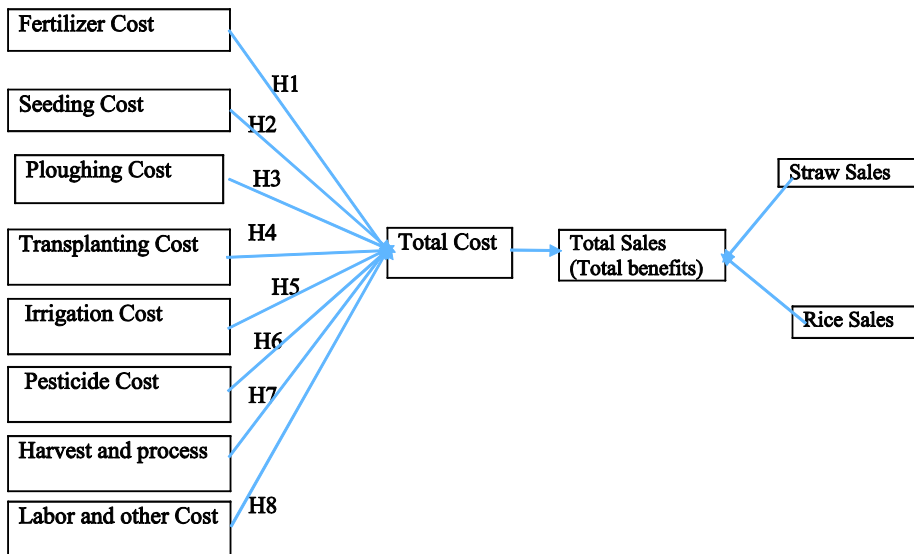 Fertilizer Cost
H1
Seeding Cost
H2
Ploughing Cost
H3
Transplanting Cost
H4
Irrigation Cost
H5
Pesticide Cost
H6
Harvest and process
H7
Labor and other Cost
H8
Total Cost
Total Sales
(Total benefits)
Straw Sales
Rice Sales